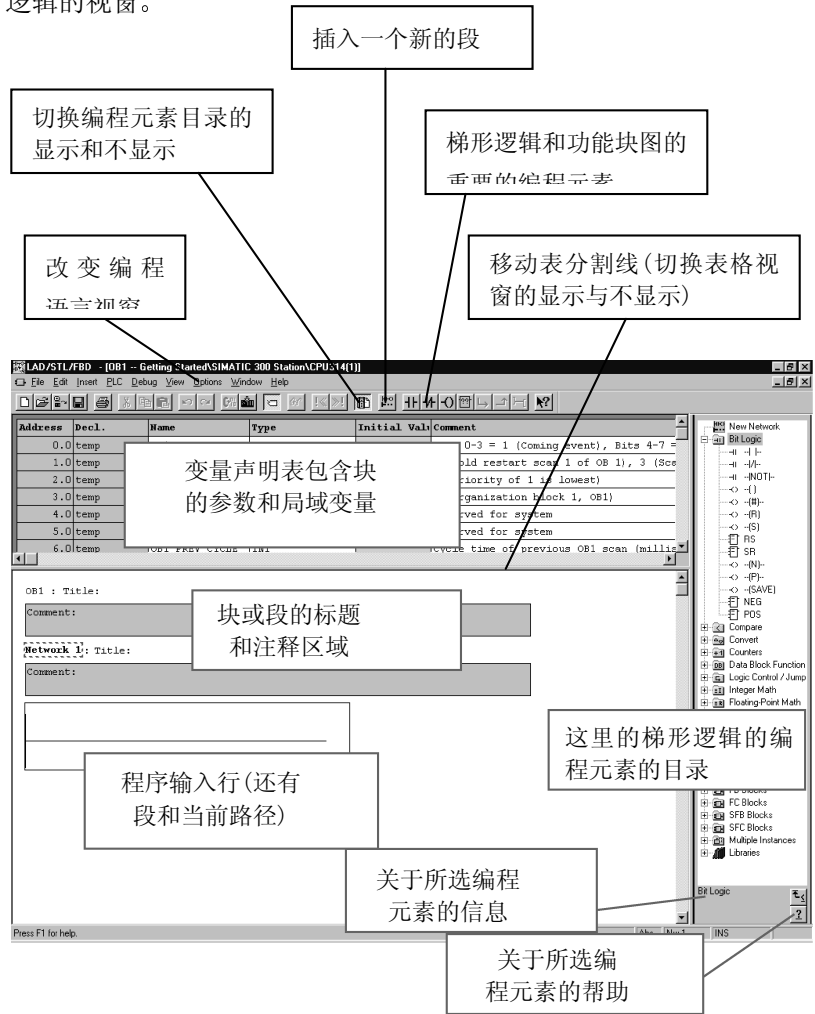 逻辑的视窗。
插入一个新的段
切换编程元素目录的
显示和不显示
梯形逻辑和功能块图的
重要的编程元素
改变编程
语言视窗
移动表分割线(切换表格视
窗的显示与不显示)
LAD/STL/FBD - [OB1 -- Getting Started\SIMATIC 300 Station\CPU314(1)]
File Edit Insert PLC Debug View Options Window Help
Address Decl. Name Type Initial Valu Comment
0.0 temp 0-3 = 1 (Coming event), Bits 4-7 =
1.0 temp old restart scan 1 of OB 1), 3 (Sca
2.0 temp riority of 1 is lowest)
3.0 temp rganization block 1, OB1)
4.0 temp rved for system
5.0 temp rved for system
6.0 temp OB1_PREV_CYCLE INT Cycle time of previous OB1 scan (millis
变量声明表包含块
的参数和局域变量
OB1 : Title:
Comment:
块或段的标题
和注释区域
Network 1: Title:
Comment:
程序输入行(还有
段和当前路径)
New Network
Bit Logic
--| |--
--|/|--
--|NOT|--
--( )
--(#)--
--(R)
--(S)
RS
SR
--(N)--
--(P)--
--(SAVE)
NEG
POS
Compare
Convert
Counters
Data Block Function
Logic Control / Jump
Integer Math
Floating-Point Math
这里的梯形逻辑的编
程元素的目录
FB Blocks
FC Blocks
SFB Blocks
SFC Blocks
Multiple Instances
Libraries
关于所选编程
元素的信息
Bit Logic
Press F1 for help.
Abs Nw 1 INS
关于所选编
程元素的帮助